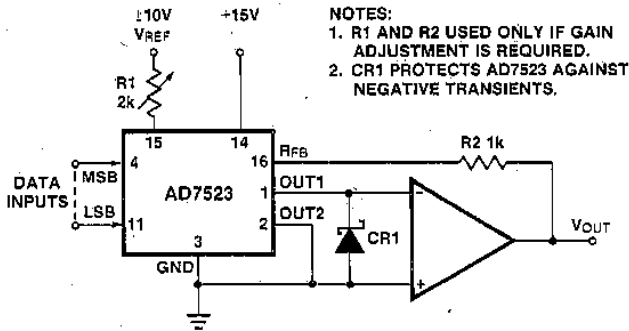 ±10V
VREF
+15V
NOTES:
1. R1 AND R2 USED ONLY IF GAIN
ADJUSTMENT IS REQUIRED.
2. CR1 PROTECTS AD7523 AGAINST
NEGATIVE TRANSIENTS.
R1
2k
R2 1k
15
14
16
RFB
DATA
INPUTS
MSB
4
LSB
11
AD7523
1
OUT1
2
OUT2
3
GND
CR1
-
+
VOUT